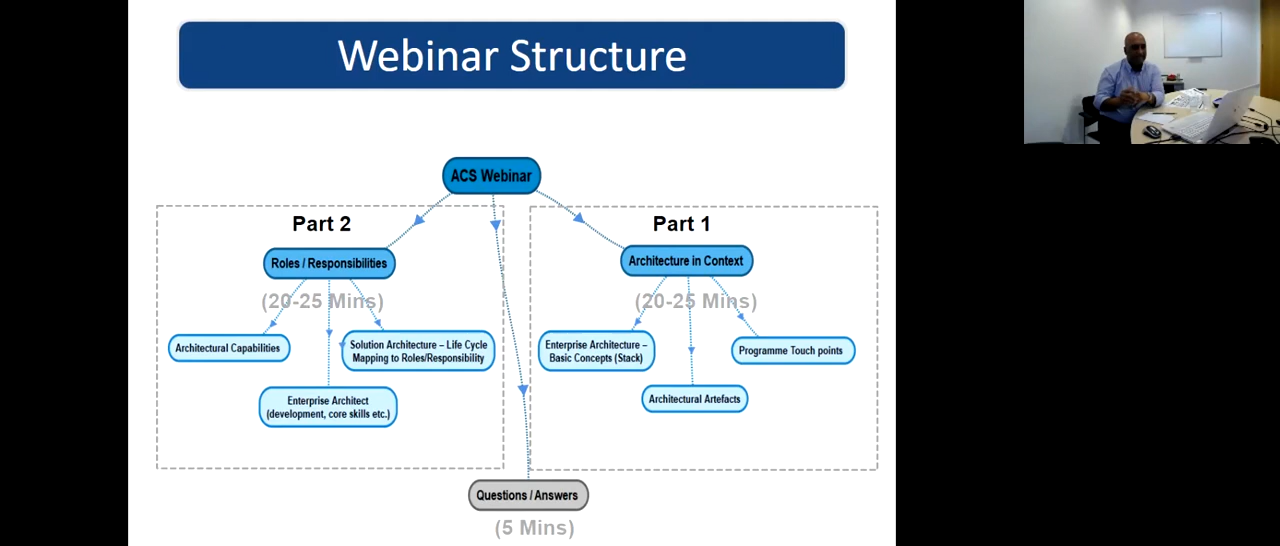 Webinar Structure
ACS Webinar
Part 2
Roles / Responsibilities
(20-25 Mins)
Architectural Capabilities
Solution Architecture – Life Cycle
Mapping to Roles/Responsibility
Enterprise Architect
(development, core skills etc.)
Part 1
Architecture in Context
(20-25 Mins)
Enterprise Architecture –
Basic Concepts (Stack)
Programme Touch points
Architectural Artefacts
Questions / Answers
(5 Mins)